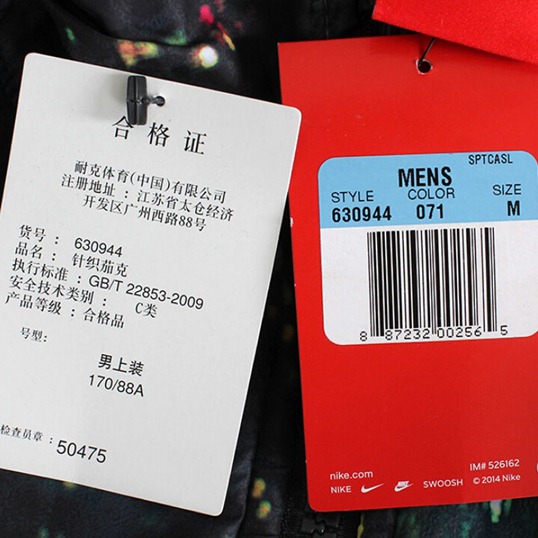 合格证
耐克体育(中国)有限公司
注册地址：江苏省太仓经济
开发区广州西路88号
货号： 630944
品名： 针织茄克
执行标准：GB/T 22853-2009
安全技术类别： C类
产品等级：合格品
号型:
男上装
170/88A
检查员章：50475
SPTCASL
MENS
STYLE COLOR SIZE
630944 071 M
8 87232 00256 5
nike.com
IM# 526162
NIKE SWOOSH © 2014 Nike